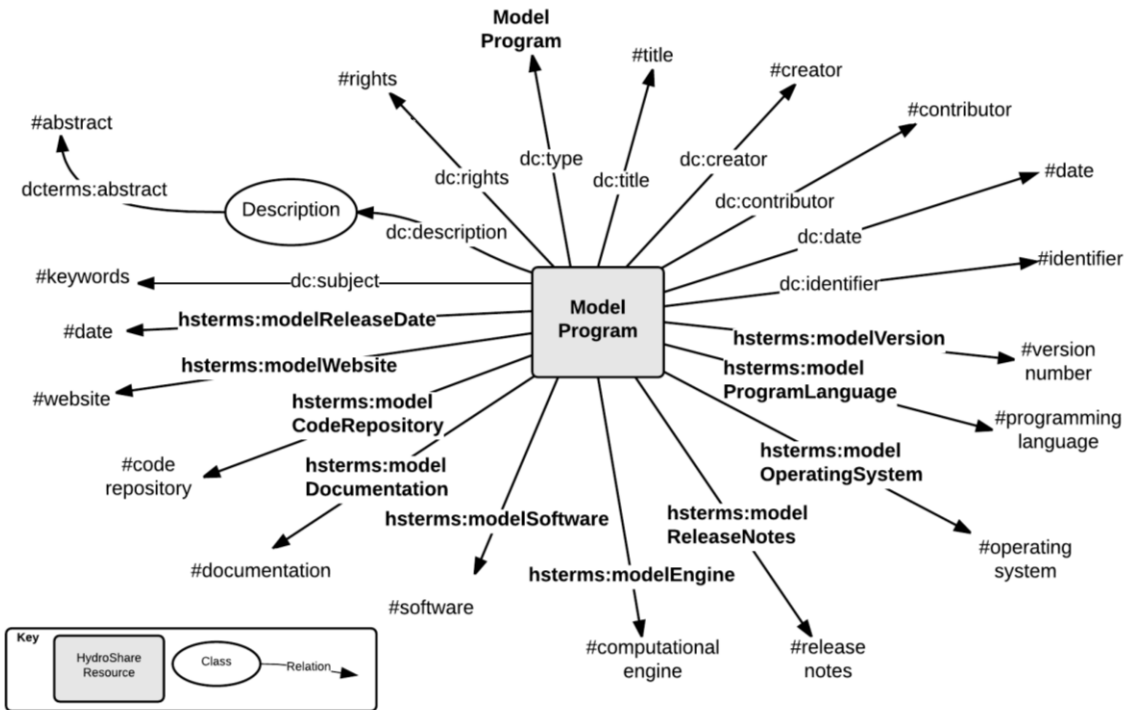 Model
Program
#title
#rights
#creator
#contributor
#abstract
dc:type
dc:creator
#date
dc:rights
dc:title
dcterms:abstract
dc:contributor
Description
dc:description
dc:date
#identifier
#keywords
dc:subject
dc:identifier
Model
Program
hsterms:modelReleaseDate
#date
hsterms:modelVersion
#version
number
hsterms:modelWebsite
#website
hsterms:model
ProgramLanguage
hsterms:model
CodeRepository
#programming
language
#code
repository
hsterms:model
Documentation
hsterms:model
OperatingSystem
hsterms:modelSoftware
hsterms:model
ReleaseNotes
#documentation
hsterms:modelEngine
#operating
system
#software
#computational
engine
#release
notes
Key
HydroShare
Resource
Class
Relation